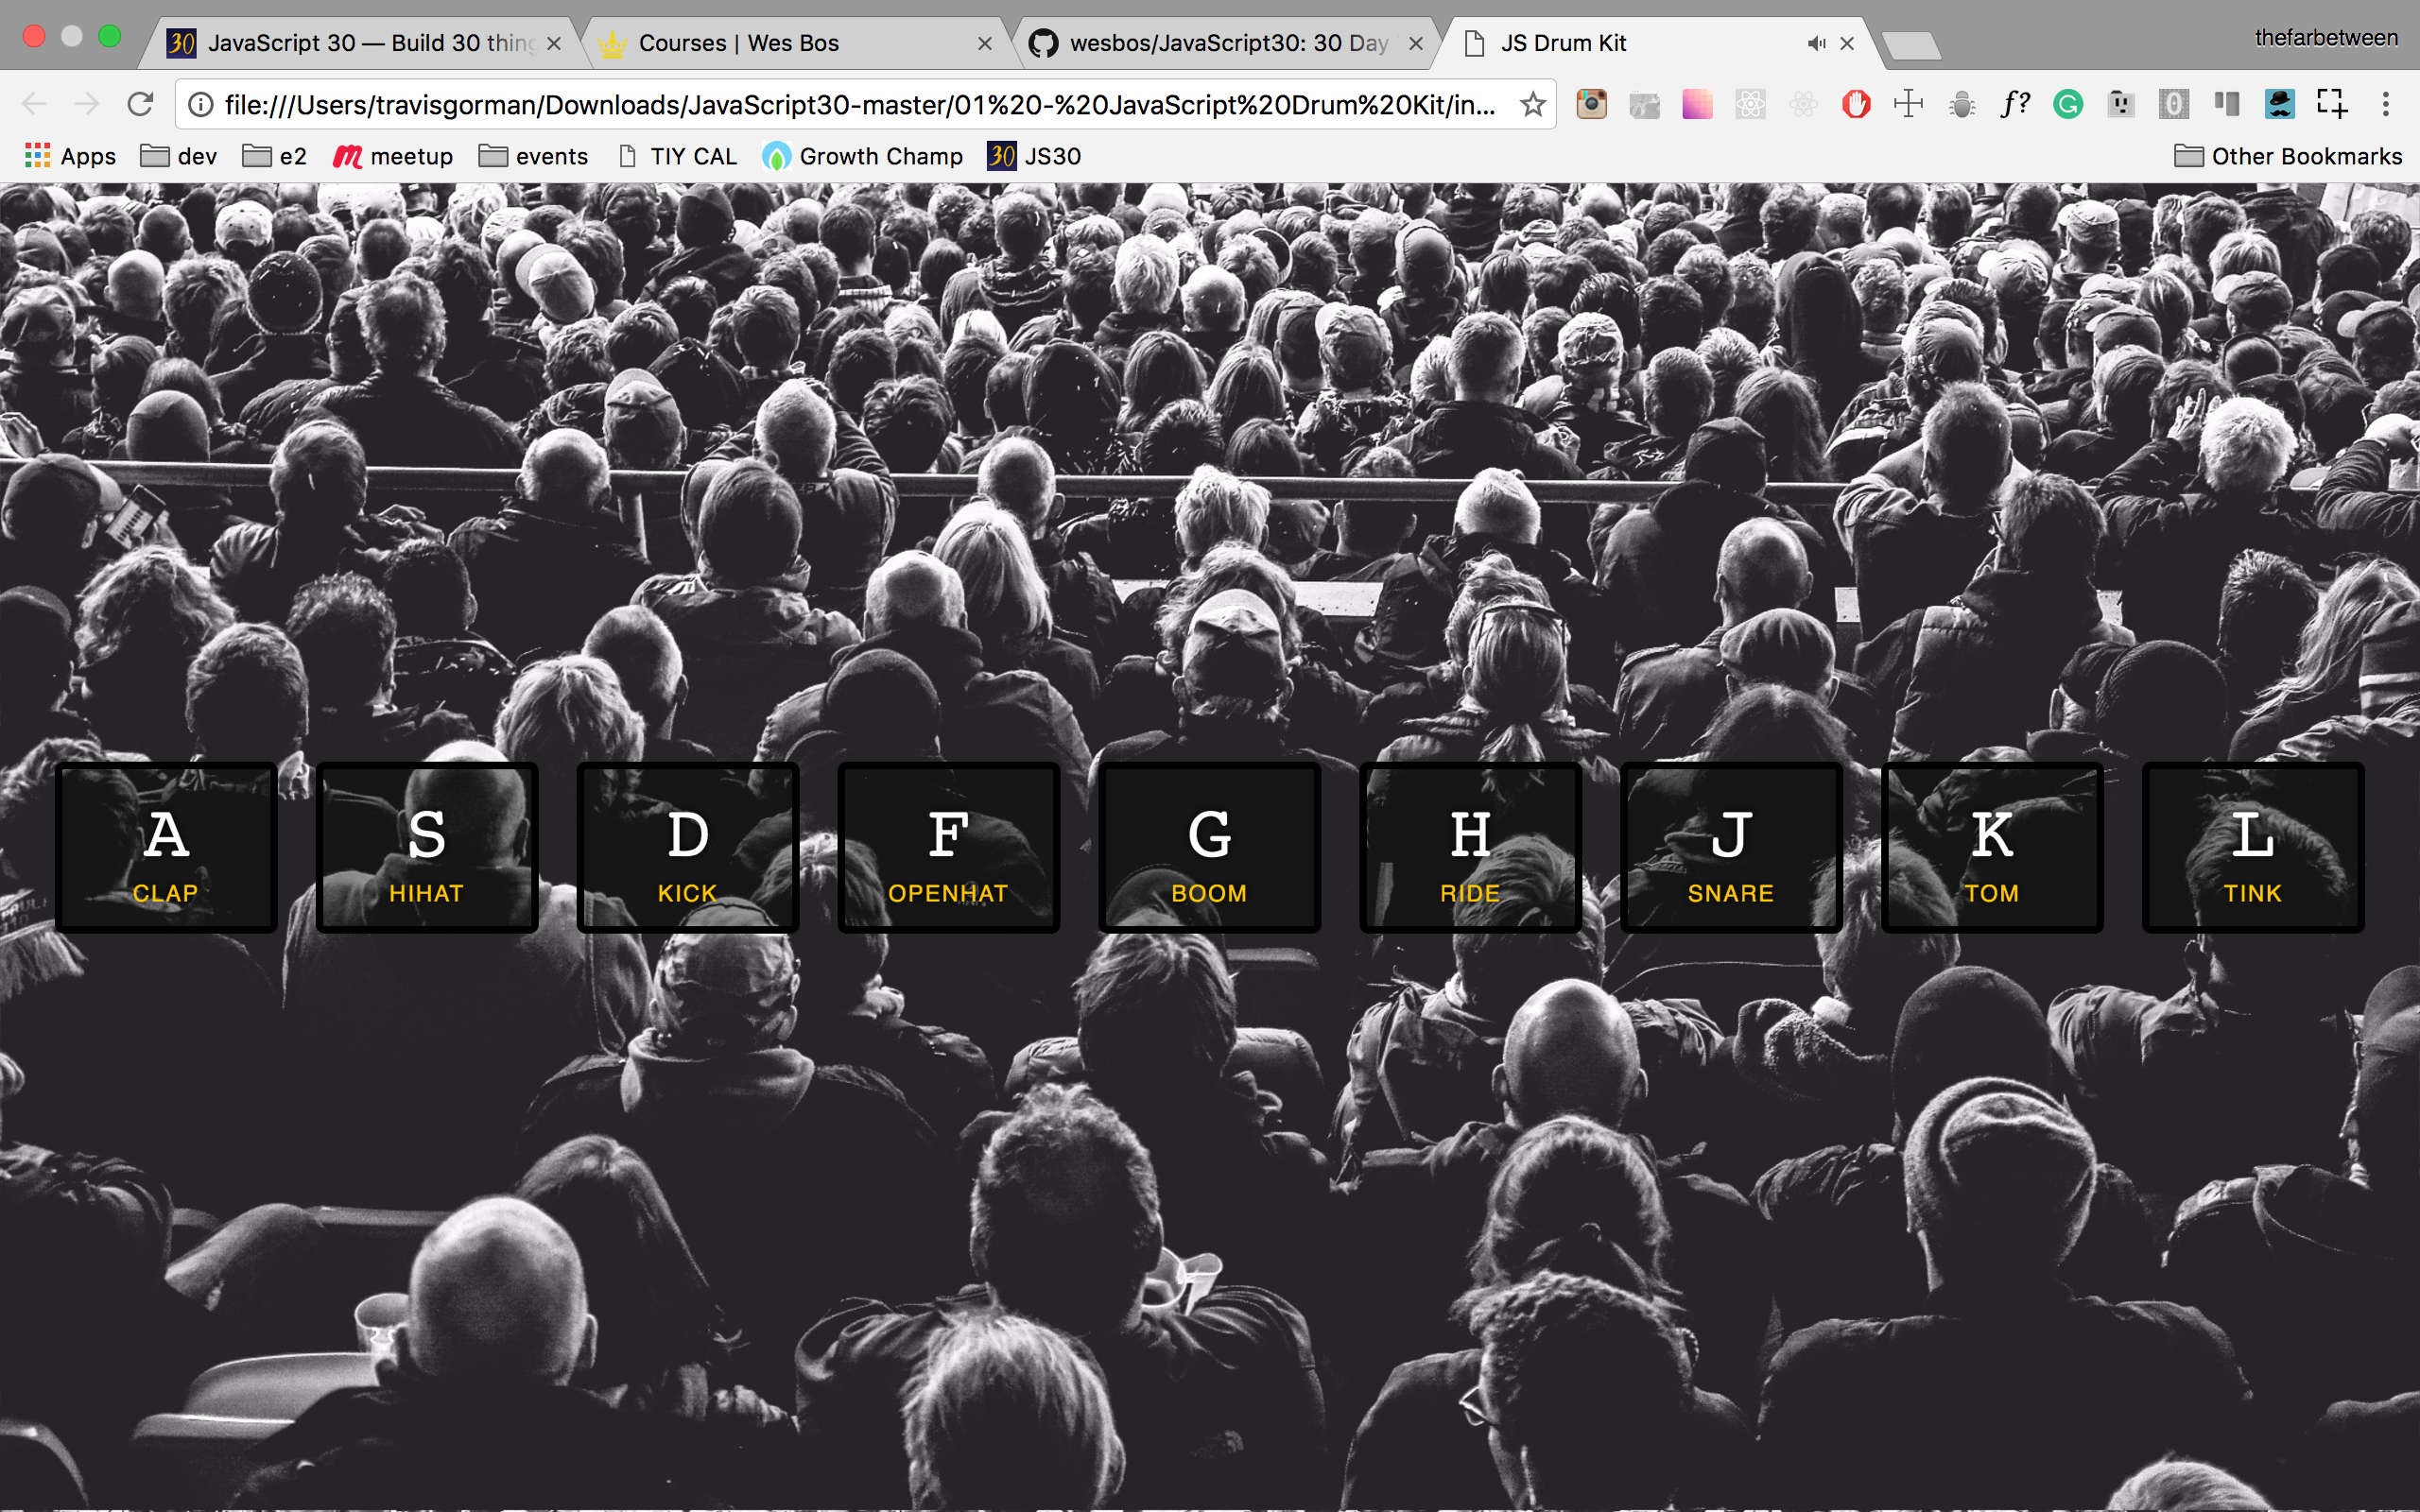 JavaScript 30 — Build 30 thing
Courses | Wes Bos
wesbos/JavaScript30: 30 Day
JS Drum Kit
thefarbetween
file:///Users/travisgorman/Downloads/JavaScript30-master/01%20-%20JavaScript%20Drum%20Kit/in...
f?
Apps
dev
e2
meetup
events
TIY CAL
Growth Champ
30
JS30
Other Bookmarks
A
CLAP
S
HIHAT
D
KICK
F
OPENHAT
G
BOOM
H
RIDE
J
SNARE
K
TOM
L
TINK